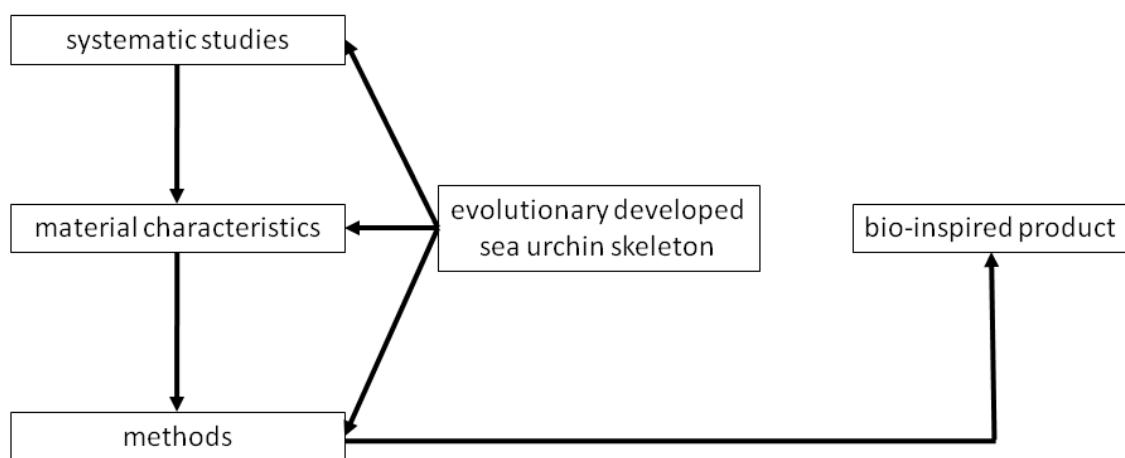 systematic studies
material characteristics
evolutionary developed
sea urchin skeleton
bio-inspired product
methods